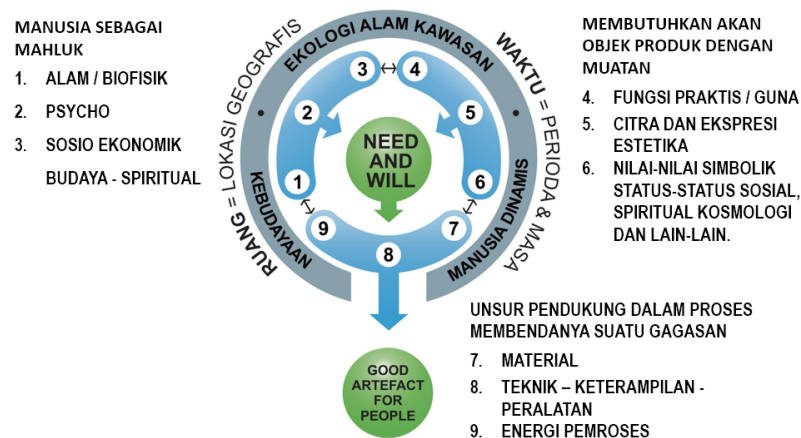 MANUSIA SEBAGAI
MAHLUK
1. ALAM / BIOFISIK
2. PSYCHO
3. SOSIO EKONOMIK
BUDAYA - SPIRITUAL
RUANG = LOKASI GEOGRAFIS
WAKTU = PERIODA & MASA
KEBUDAYAAN
EKOLOGI ALAM KAWASAN
MANUSIA DINAMIS
1
2
3
4
5
6
7
8
9
NEED
AND
WILL
GOOD
ARTEFACT
FOR
PEOPLE
MEMBUTUHKAN AKAN
OBJEK PRODUK DENGAN
MUATAN
4. FUNGSI PRAKTIS / GUNA
5. CITRA DAN EKSPRESI
ESTETIKA
6. NILAI-NILAI SIMBOLIK
STATUS-STATUS SOSIAL,
SPIRITUAL KOSMOLOGI
DAN LAIN-LAIN.
UNSUR PENDUKUNG DALAM PROSES
MEMBENDANYA SUATU GAGASAN
7. MATERIAL
8. TEKNIK – KETERAMPILAN -
PERALATAN
9. ENERGI PEMROSES